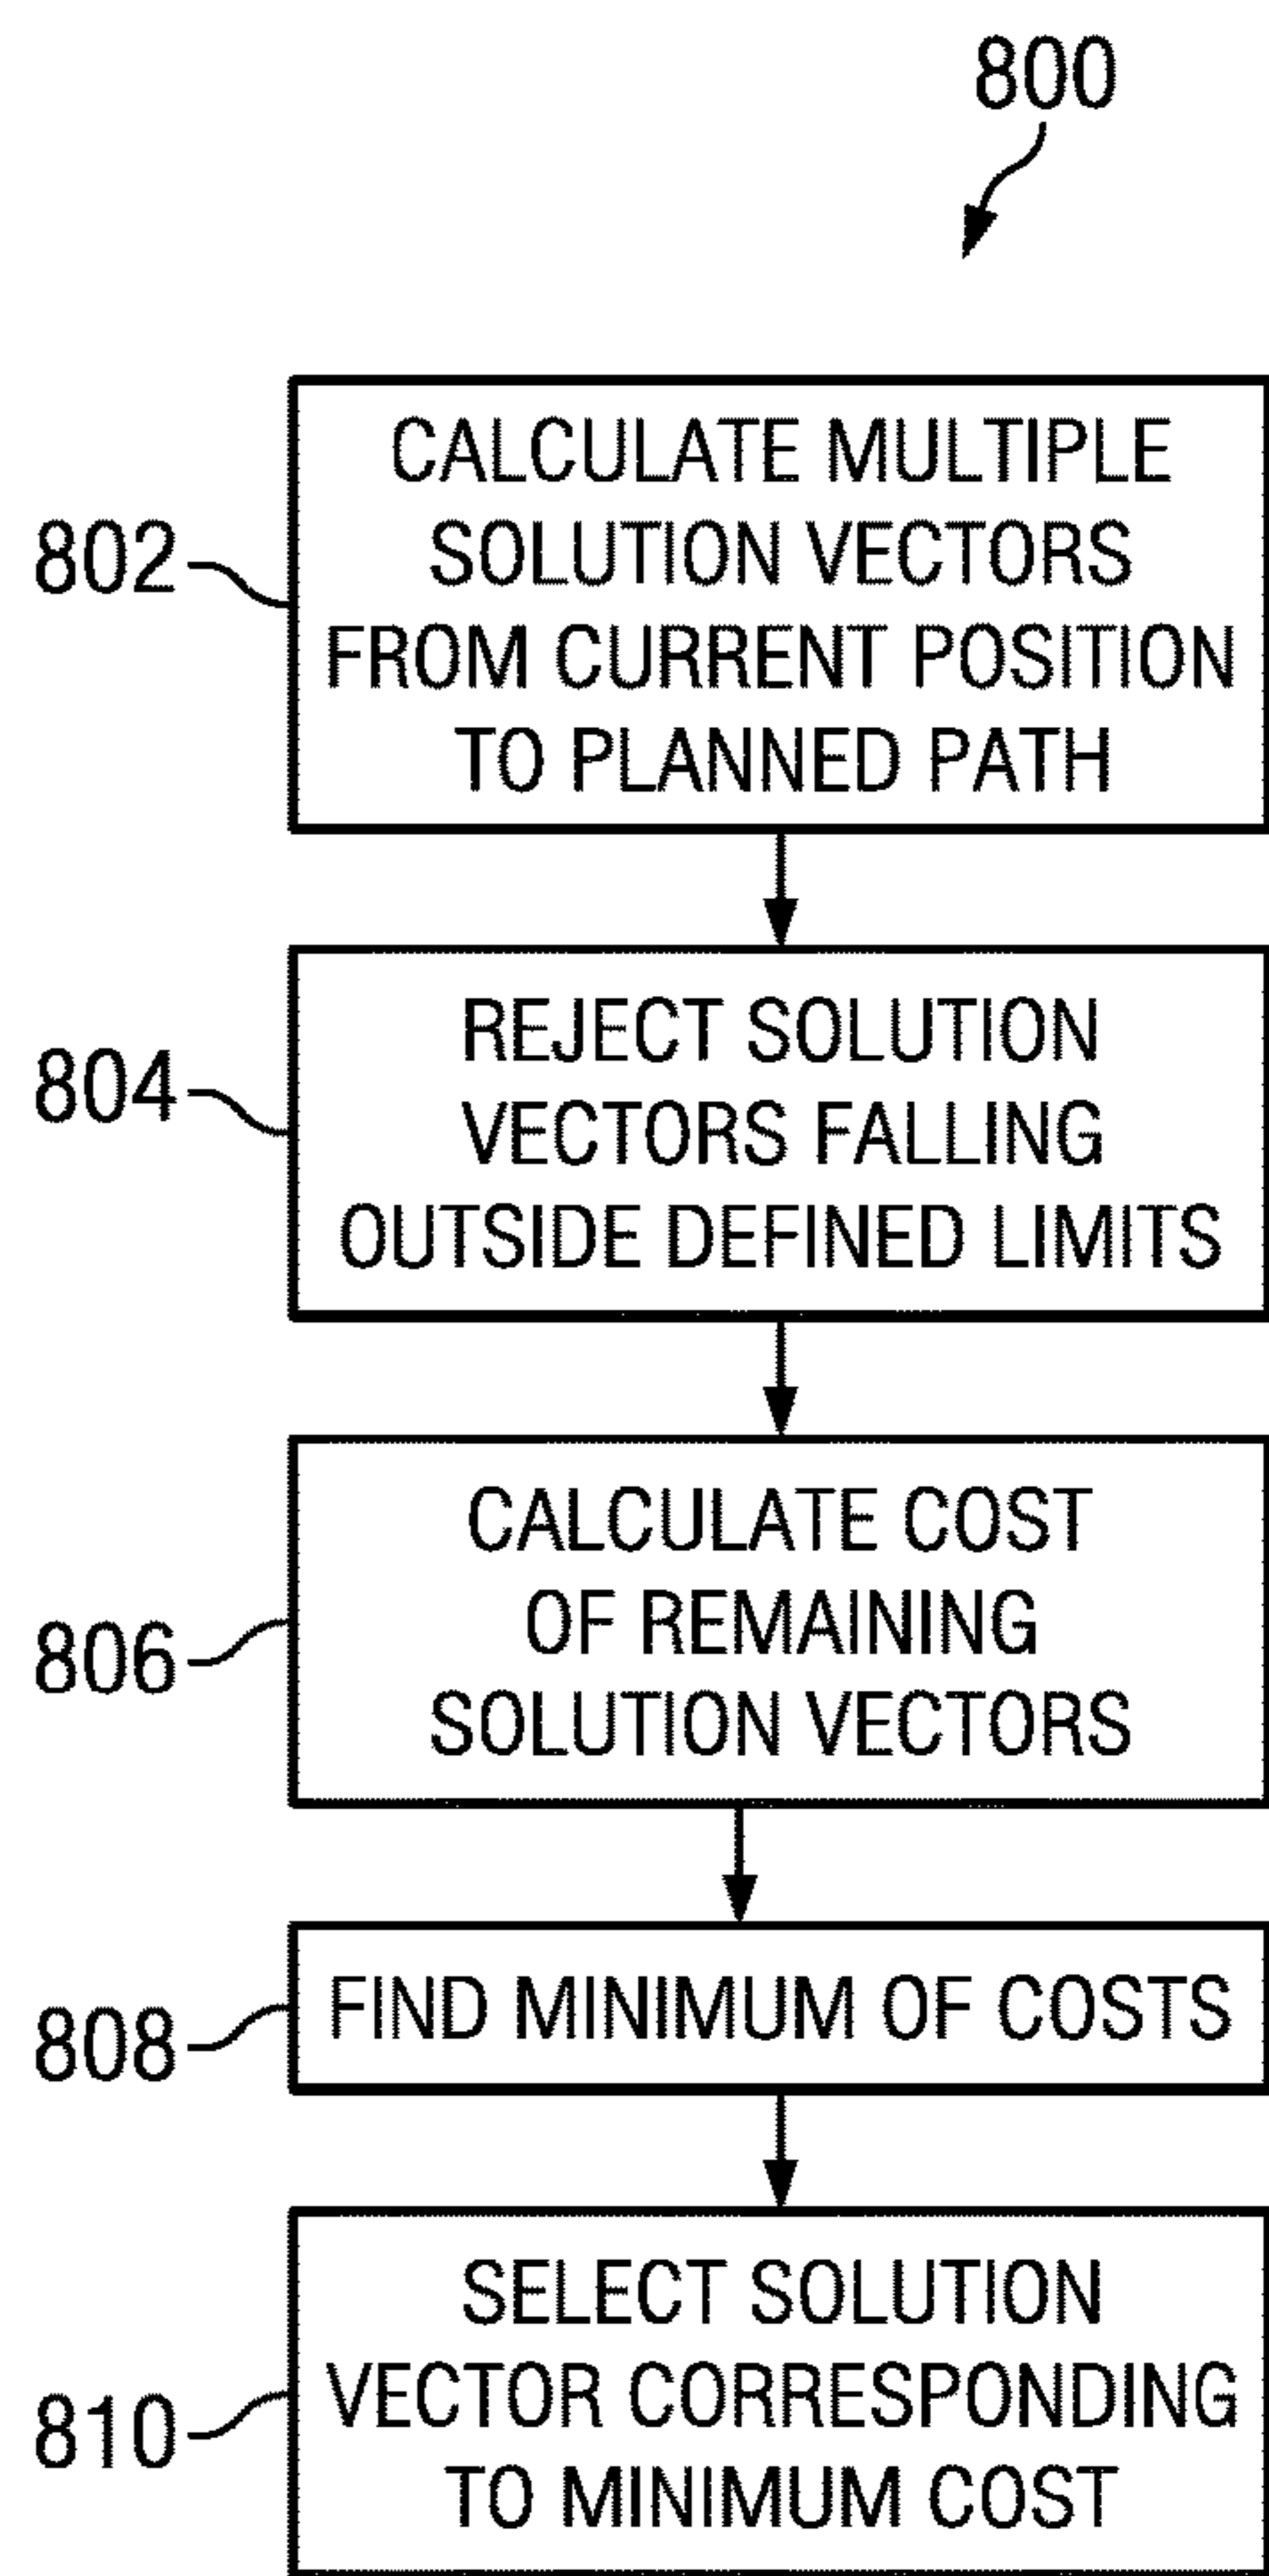 800
802
CALCULATE MULTIPLE
SOLUTION VECTORS
FROM CURRENT POSITION
TO PLANNED PATH
804
REJECT SOLUTION
VECTORS FALLING
OUTSIDE DEFINED LIMITS
806
CALCULATE COST
OF REMAINING
SOLUTION VECTORS
808
FIND MINIMUM OF COSTS
810
SELECT SOLUTION
VECTOR CORRESPONDING
TO MINIMUM COST